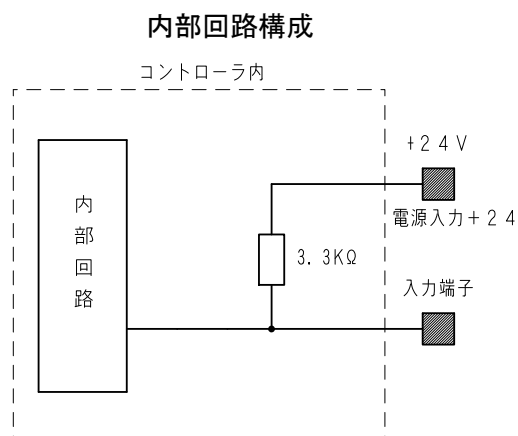 内部回路構成
コントローラ内
+24V
内部回路
電源入力+24
3.3KΩ
入力端子